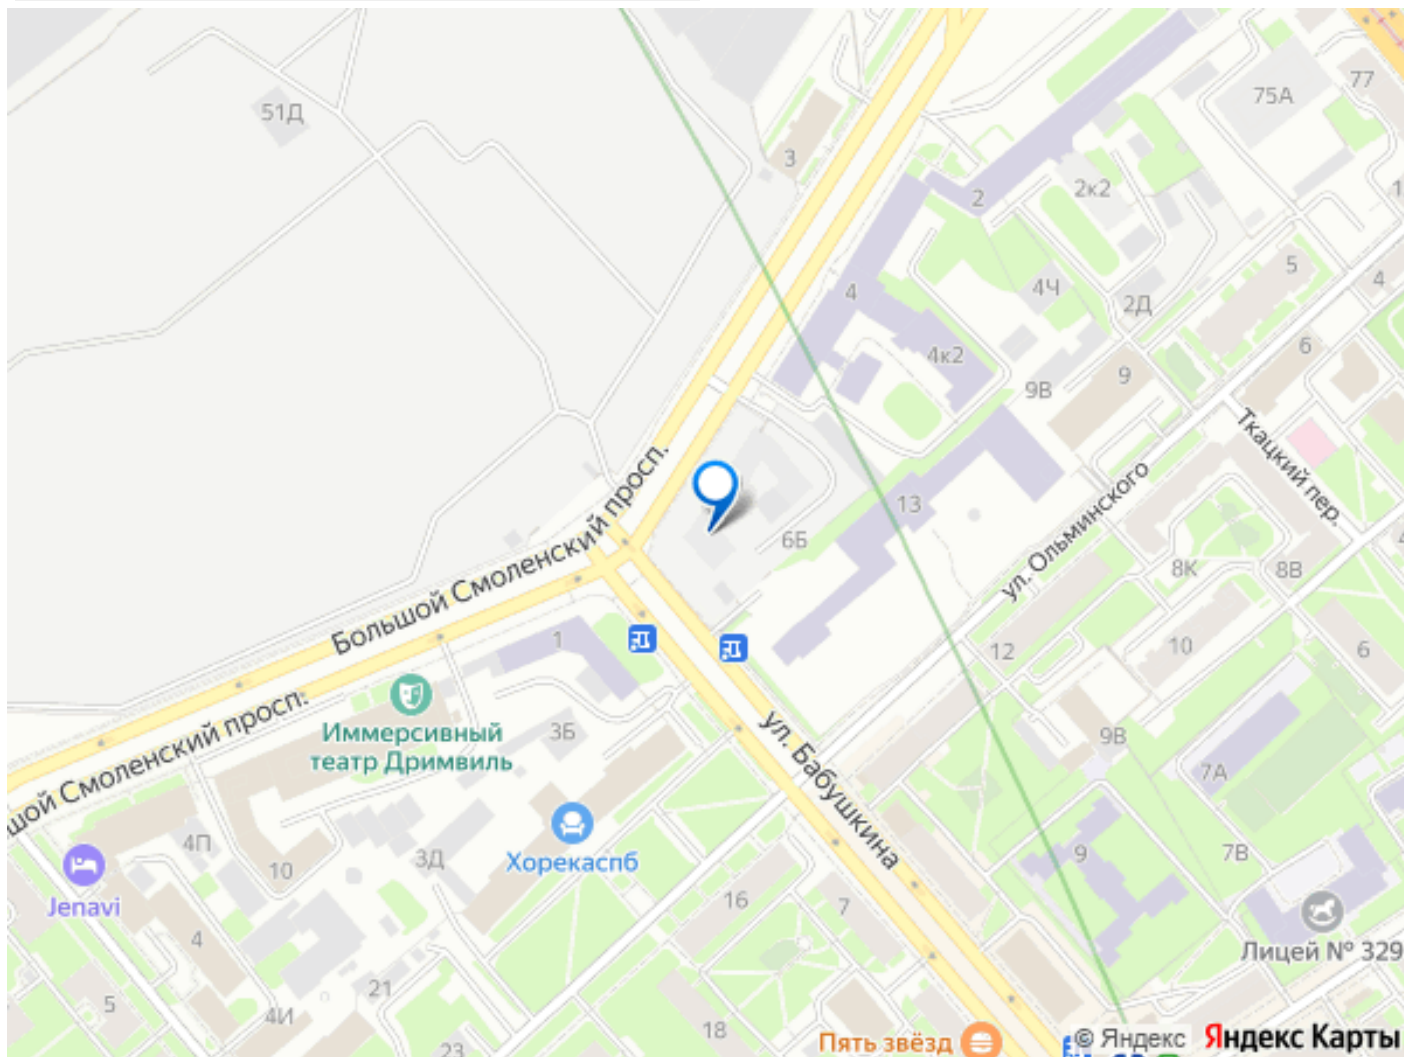 51Д
3
75А
77
2
2к2
4
4Ч
5
4
2Д
4к2
6
9В
9
Ткацкий пер.
Большой Смоленский просп.
13
ул. Ольминского
6Б
8К
8В
1
12
10
6
Большой Смоленский просп.
Иммерсивный
театр Дримвиль
3Б
ул. Бабушкина
9В
7А
шой Смоленский просп.
4П
10
3Д
Хорекаспб
9
7В
Jenavi
4
16
7
Лицей № 329
5
4И
21
23
18
Пять звёзд
© Яндекс Яндекс Карты